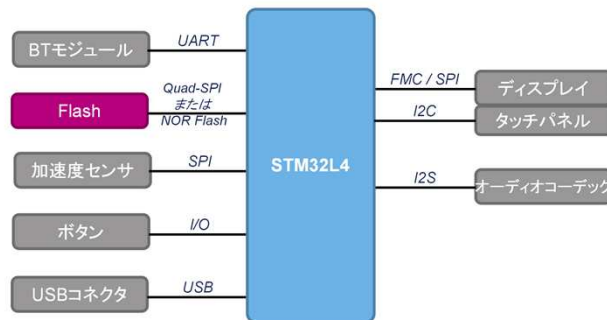 BTモジュール
UART
Flash
Quad-SPI
または
NOR Flash
加速度センサ
SPI
ボタン
I/O
USBコネクタ
USB
STM32L4
FMC / SPI
ディスプレイ
I2C
タッチパネル
I2S
オーディオコーデック